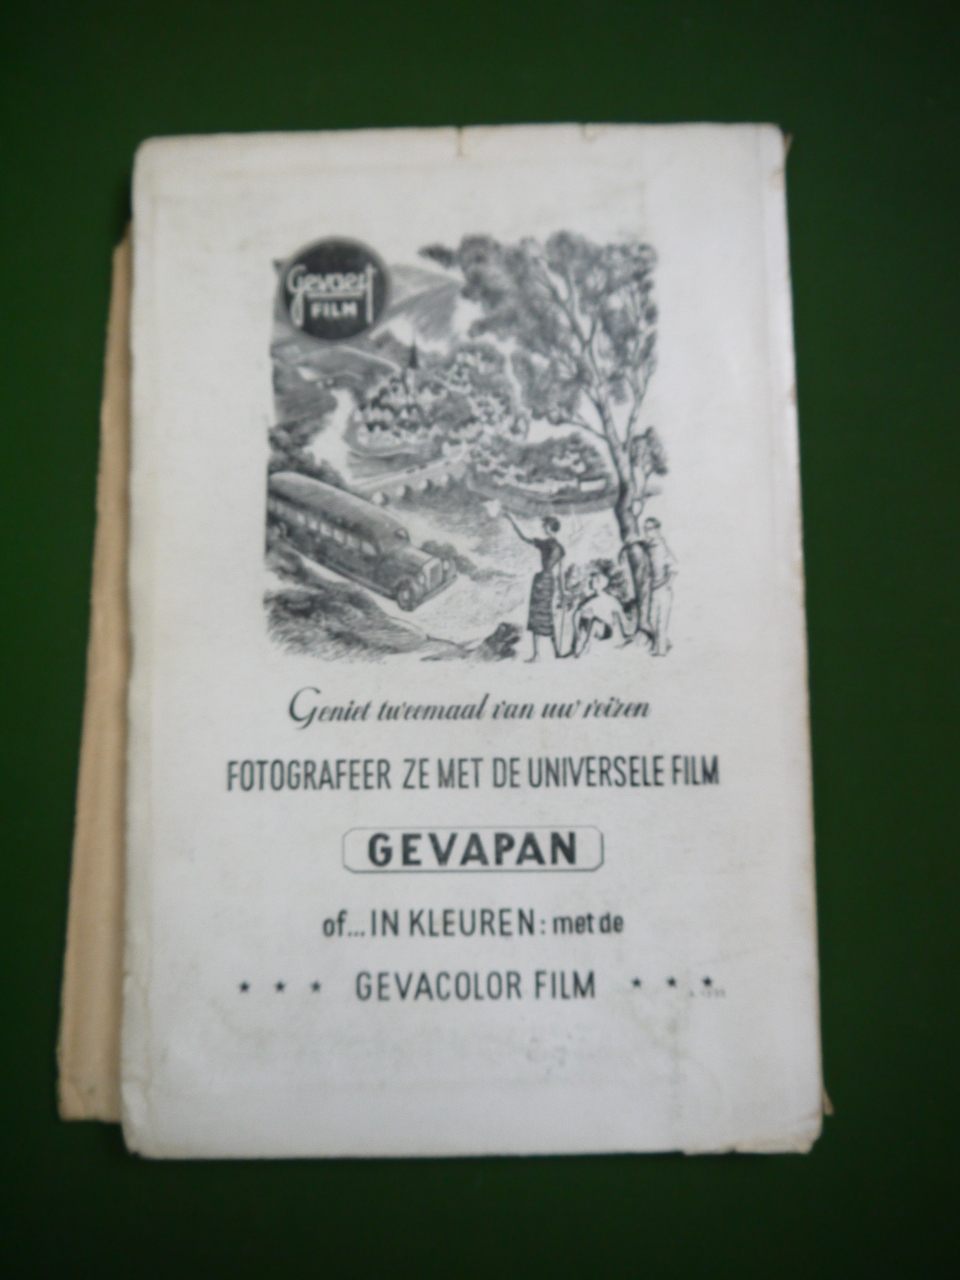 Gevaert
FILM
Geniet tweemaal van uw reizen
FOTOGRAFEER ZE MET DE UNIVERSELE FILM
GEVAPAN
of... IN KLEUREN: met de
* * * GEVACOLOR FILM * * *